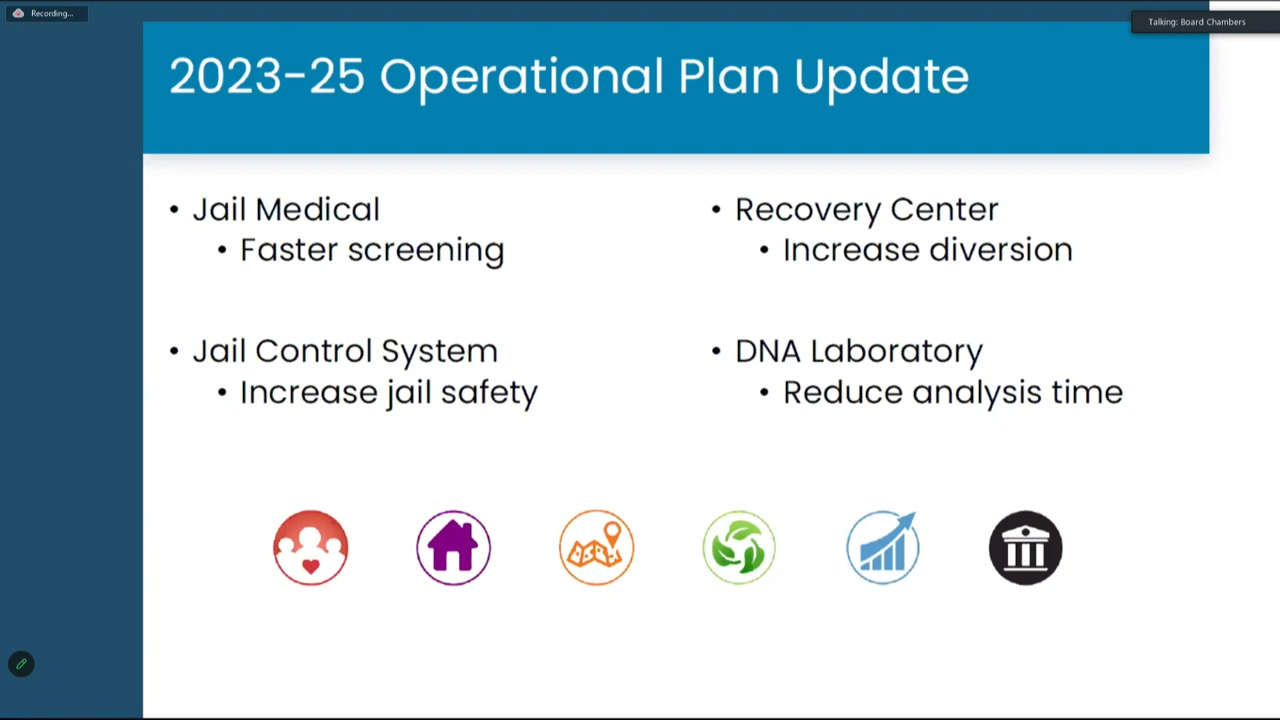 Recording...
Talking: Board Chambers
2023-25 Operational Plan Update
• Jail Medical
• Faster screening
• Jail Control System
• Increase jail safety
• Recovery Center
• Increase diversion
• DNA Laboratory
• Reduce analysis time